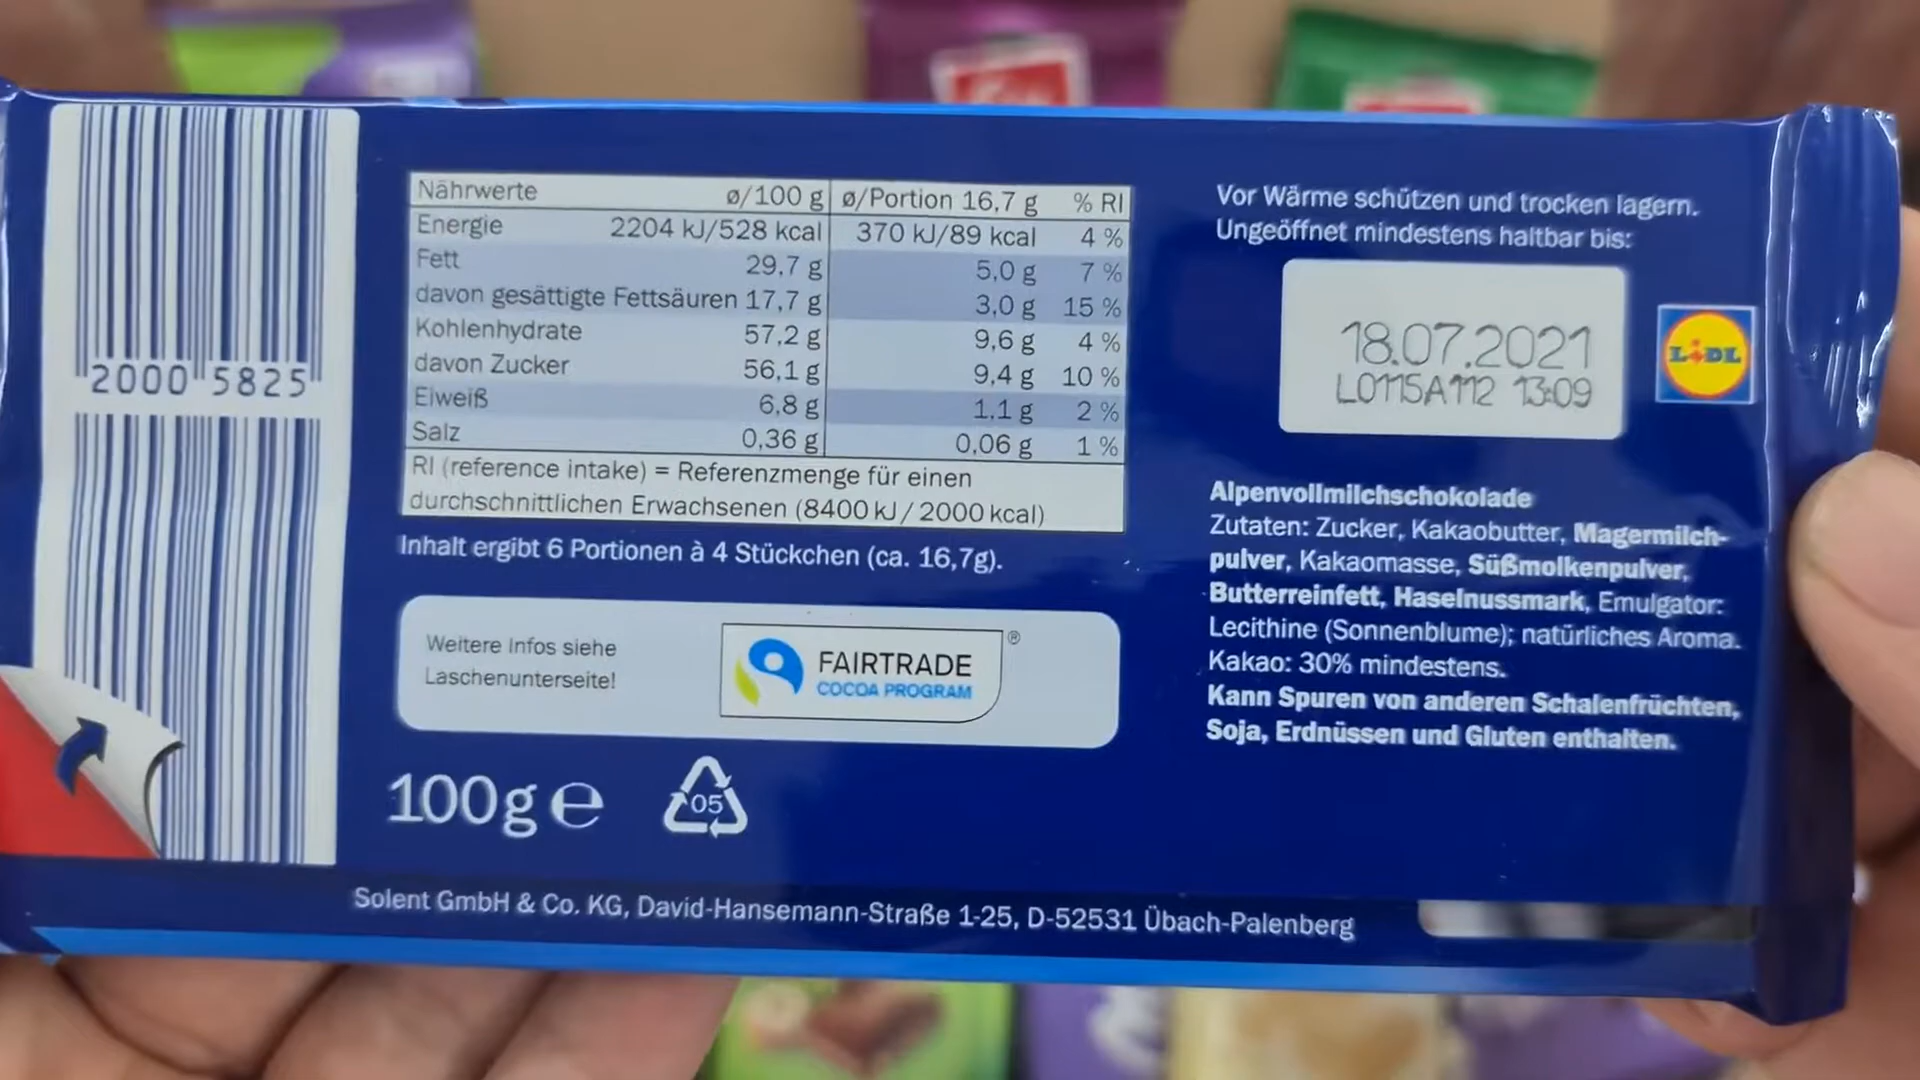 2000 5825
Nährwerte ø/100 g ø/Portion 16,7 g % RI
Energie 2204 kJ/528 kcal 370 kJ/89 kcal 4 %
Fett 29,7 g 5,0 g 7 %
davon gesättigte Fettsäuren 17,7 g 3,0 g 15 %
Kohlenhydrate 57,2 g 9,6 g 4 %
davon Zucker 56,1 g 9,4 g 10 %
Eiweiß 6,8 g 1,1 g 2 %
Salz 0,36 g 0,06 g 1 %
RI (reference intake) = Referenzmenge für einen
durchschnittlichen Erwachsenen (8400 kJ / 2000 kcal)
Inhalt ergibt 6 Portionen à 4 Stückchen (ca. 16,7g).
Weitere Infos siehe
Laschenunterseite!
FAIRTRADE ®
COCOA PROGRAM
100g e
05
Vor Wärme schützen und trocken lagern.
Ungeöffnet mindestens haltbar bis:
18.07.2021
L0115A112 13:09
LIDL
Alpenvollmilchschokolade
Zutaten: Zucker, Kakaobutter, Magermilch-
pulver, Kakaomasse, Süßmolkenpulver,
Butterreinfett, Haselnussmark, Emulgator:
Lecithine (Sonnenblume); natürliches Aroma.
Kakao: 30% mindestens.
Kann Spuren von anderen Schalenfrüchten,
Soja, Erdnüssen und Gluten enthalten.
Solent GmbH & Co. KG, David-Hansemann-Straße 1-25, D-52531 Übach-Palenberg